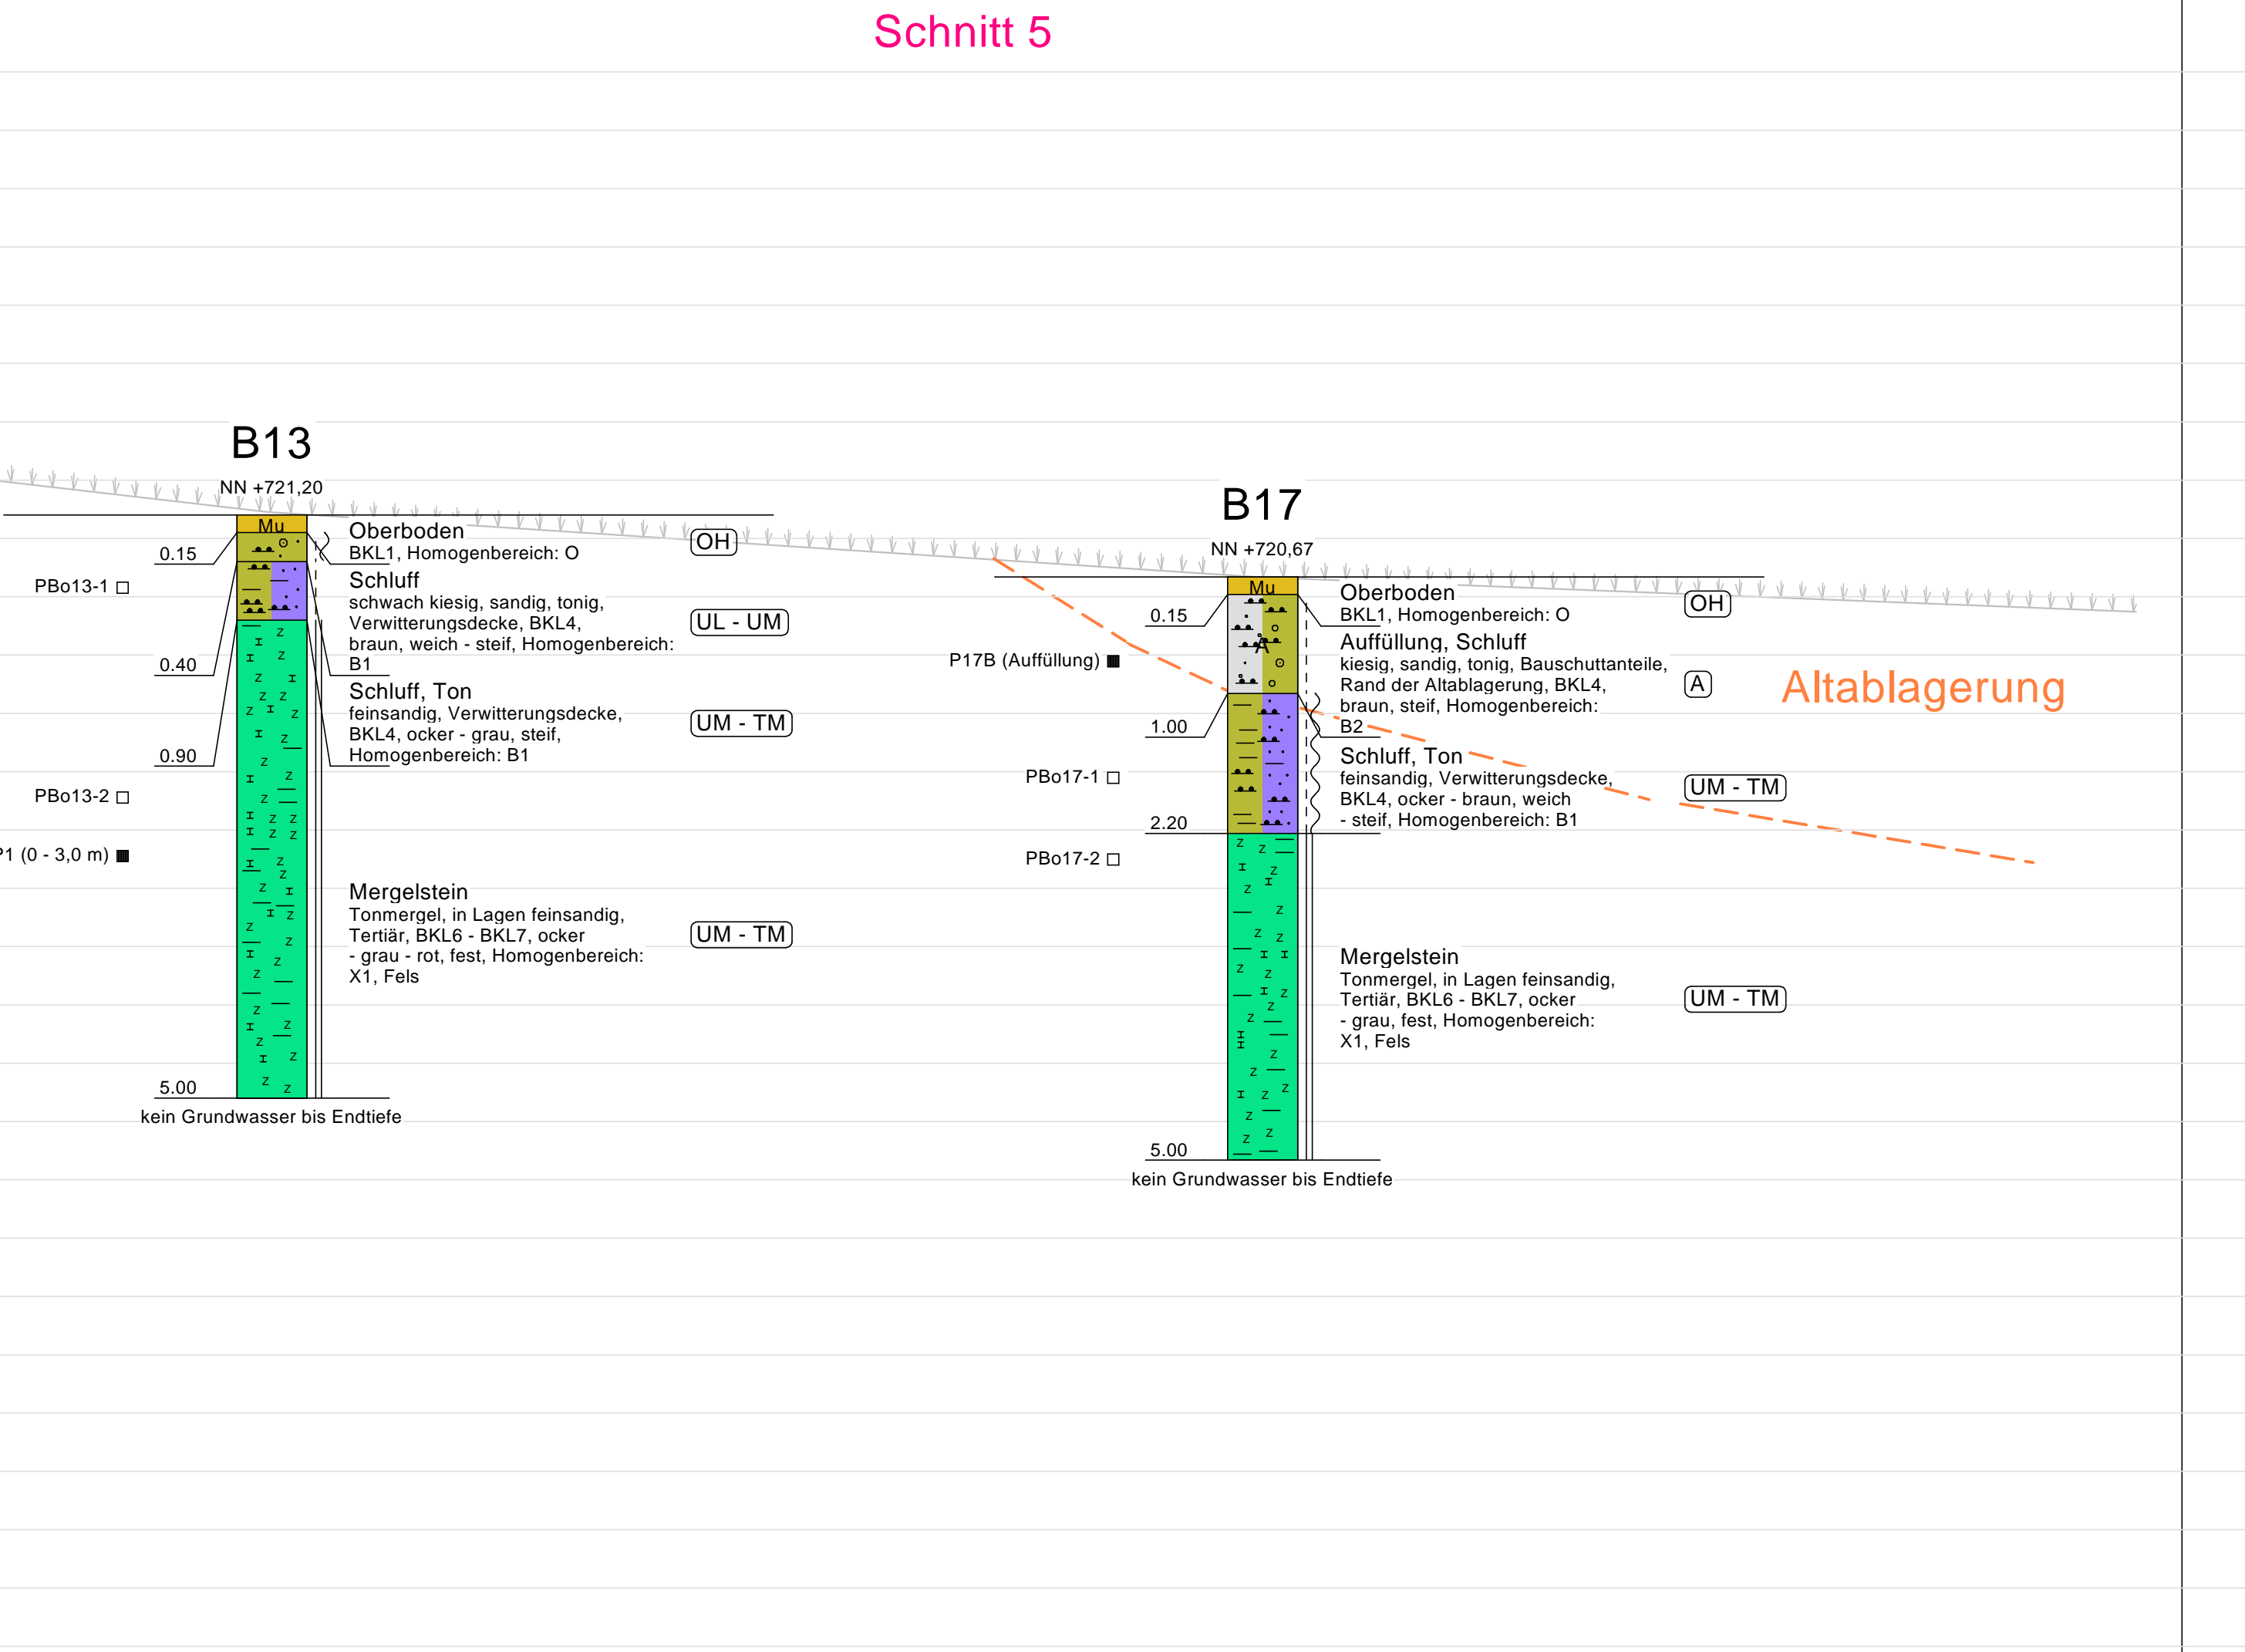 Schnitt 5
B13
NN +721,20
Mu
0.15
PBo13-1
0.40
0.90
PBo13-2
P1 (0 - 3,0 m)
5.00
kein Grundwasser bis Endtiefe
Oberboden
BKL1, Homogenbereich: O
OH
Schluff
schwach kiesig, sandig, tonig,
Verwitterungsdecke, BKL4,
braun, weich - steif, Homogenbereich:
B1
UL - UM
Schluff, Ton
feinsandig, Verwitterungsdecke,
BKL4, ocker - grau, steif,
Homogenbereich: B1
UM - TM
Mergelstein
Tonmergel, in Lagen feinsandig,
Tertiär, BKL6 - BKL7, ocker
- grau - rot, fest, Homogenbereich:
X1, Fels
UM - TM
B17
NN +720,67
Mu
A
0.15
P17B (Auffüllung)
1.00
PBo17-1
2.20
PBo17-2
5.00
kein Grundwasser bis Endtiefe
Oberboden
BKL1, Homogenbereich: O
OH
Auffüllung, Schluff
kiesig, sandig, tonig, Bauschuttanteile,
Rand der Altablagerung, BKL4,
braun, steif, Homogenbereich:
B2
A
Schluff, Ton
feinsandig, Verwitterungsdecke,
BKL4, ocker - braun, weich
- steif, Homogenbereich: B1
UM - TM
Mergelstein
Tonmergel, in Lagen feinsandig,
Tertiär, BKL6 - BKL7, ocker
- grau, fest, Homogenbereich:
X1, Fels
UM - TM
Altablagerung